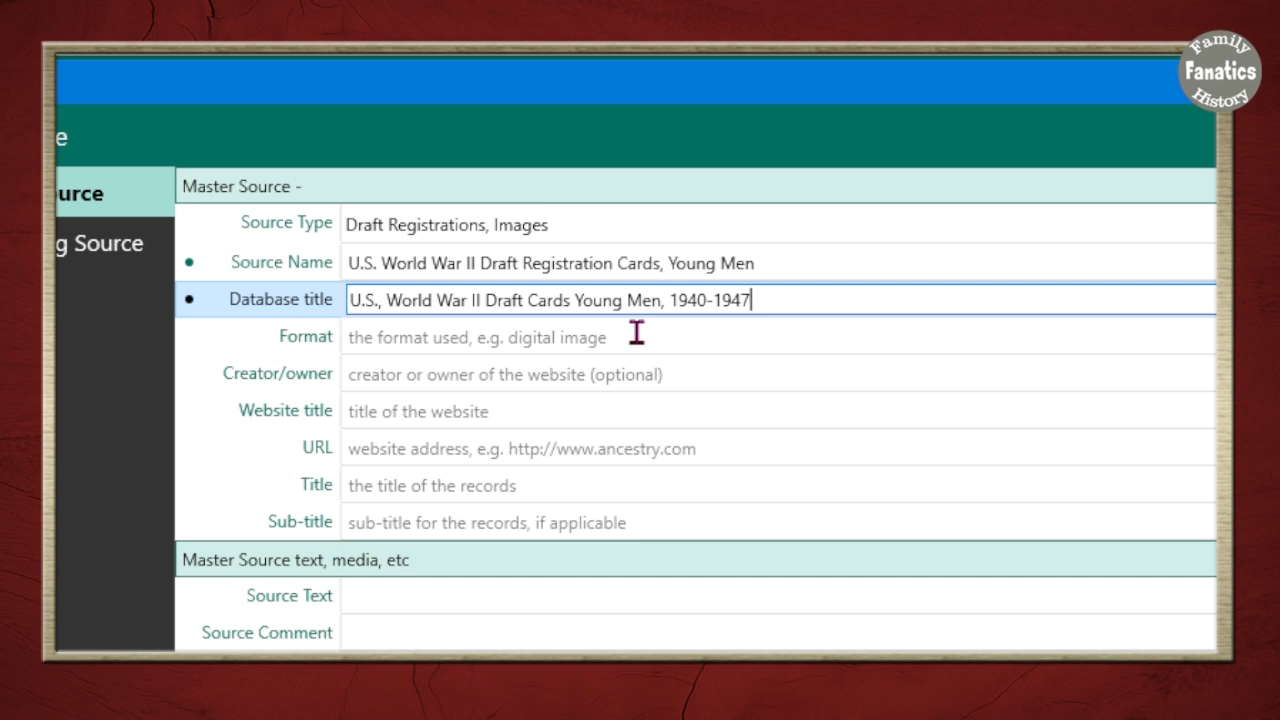 Family
Fanatics
History
e
urce
g Source
Master Source -
Source Type Draft Registrations, Images
Source Name U.S. World War II Draft Registration Cards, Young Men
Database title U.S., World War II Draft Cards Young Men, 1940-1947
Format the format used, e.g. digital image
Creator/owner creator or owner of the website (optional)
Website title title of the website
URL website address, e.g. http://www.ancestry.com
Title the title of the records
Sub-title sub-title for the records, if applicable
Master Source text, media, etc
Source Text
Source Comment